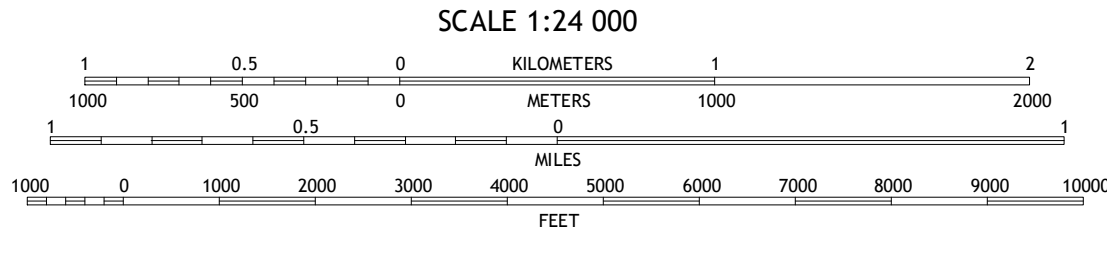 SCALE 1:24 000
1 0.5 0 KILOMETERS 1 2
1000 500 0 METERS 1000 2000
1 0.5 0 1
MILES
1000 0 1000 2000 3000 4000 5000 6000 7000 8000 9000 10000
FEET